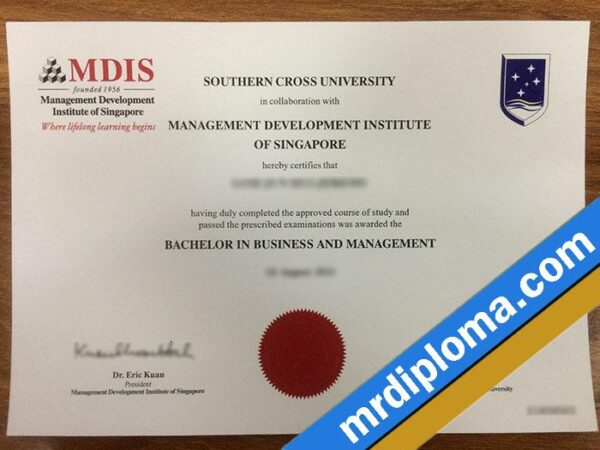 MDIS
founded 1956
Management Development
Institute of Singapore
Where lifelong learning begins
SOUTHERN CROSS UNIVERSITY
in collaboration with
MANAGEMENT DEVELOPMENT INSTITUTE
OF SINGAPORE
hereby certifies that
having duly completed the approved course of study and
passed the prescribed examinations was awarded the
BACHELOR IN BUSINESS AND MANAGEMENT
August
Dr. Eric Kuan
President
Management Development Institute of Singapore
mrdiploma.com